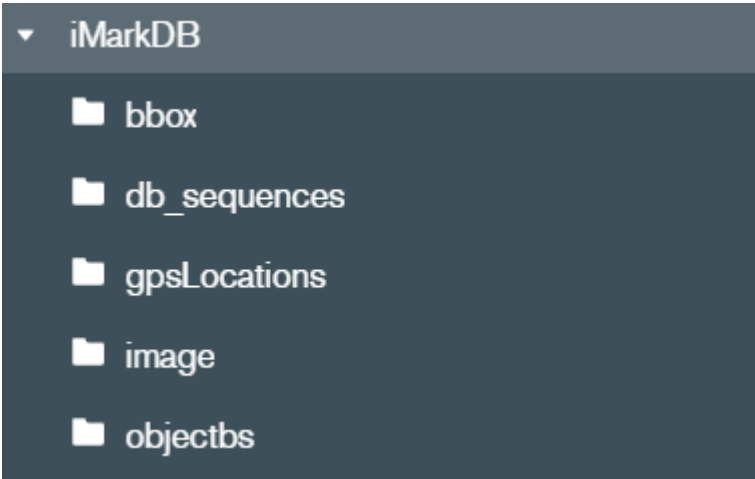 iMarkDB
bbox
db_sequences
gpsLocations
image
objectbs